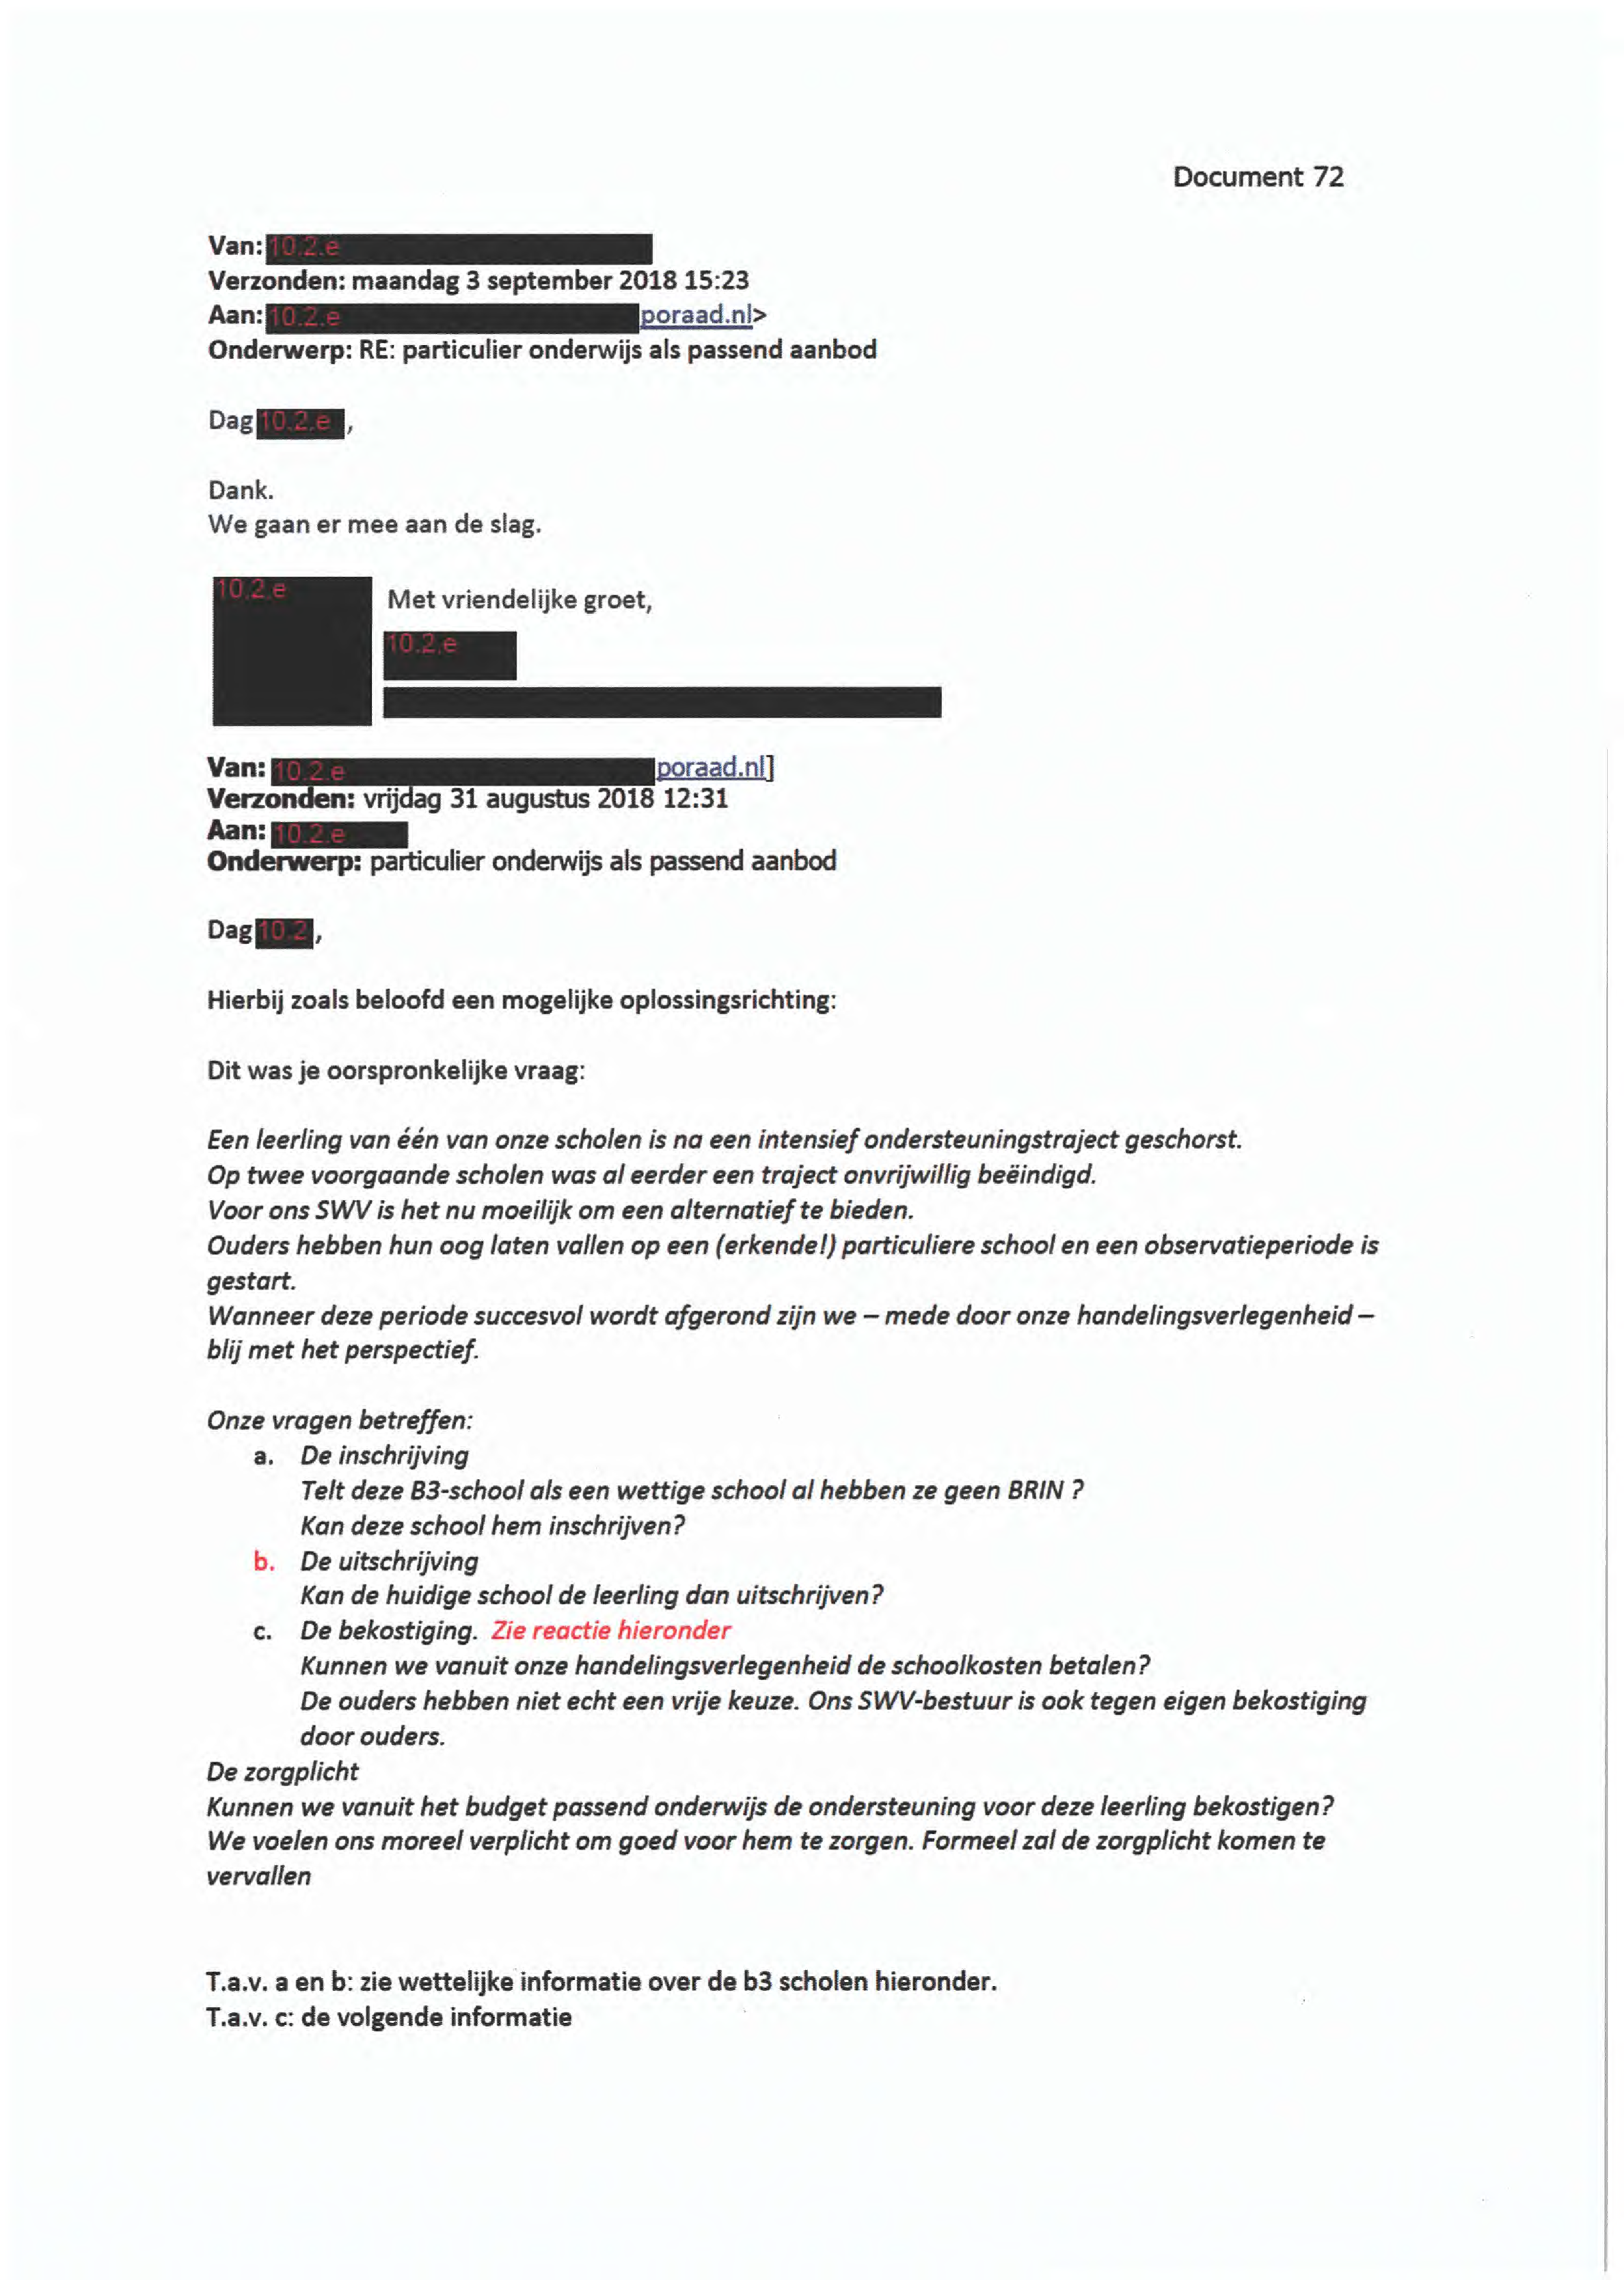 Document 72
Van: 10.2.e
Verzonden: maandag 3 september 2018 15:23
Aan: 10.2.e poraad.nl>
Onderwerp: RE: particulier onderwijs als passend aanbod
Dag 10.2.e ,
Dank.
We gaan er mee aan de slag.
10.2.e
Met vriendelijke groet,
10.2.e
Van: 10.2.e poraad.nl]
Verzonden: vrijdag 31 augustus 2018 12:31
Aan: 10.2.e
Onderwerp: particulier onderwijs als passend aanbod
Dag 10.2 ,
Hierbij zoals beloofd een mogelijke oplossingsrichting:
Dit was je oorspronkelijke vraag:
Een leerling van één van onze scholen is na een intensief ondersteuningstraject geschorst.
Op twee voorgaande scholen was al eerder een traject onvrijwillig beëindigd.
Voor ons SWV is het nu moeilijk om een alternatief te bieden.
Ouders hebben hun oog laten vallen op een (erkende!) particuliere school en een observatieperiode is
gestart.
Wanneer deze periode succesvol wordt afgerond zijn we – mede door onze handelingsverlegenheid –
blij met het perspectief.
Onze vragen betreffen:
a. De inschrijving
Telt deze B3-school als een wettige school al hebben ze geen BRIN ?
Kan deze school hem inschrijven?
b. De uitschrijving
Kan de huidige school de leerling dan uitschrijven?
c. De bekostiging. Zie reactie hieronder
Kunnen we vanuit onze handelingsverlegenheid de schoolkosten betalen?
De ouders hebben niet echt een vrije keuze. Ons SWV-bestuur is ook tegen eigen bekostiging
door ouders.
De zorgplicht
Kunnen we vanuit het budget passend onderwijs de ondersteuning voor deze leerling bekostigen?
We voelen ons moreel verplicht om goed voor hem te zorgen. Formeel zal de zorgplicht komen te
vervallen
T.a.v. a en b: zie wettelijke informatie over de b3 scholen hieronder.
T.a.v. c: de volgende informatie